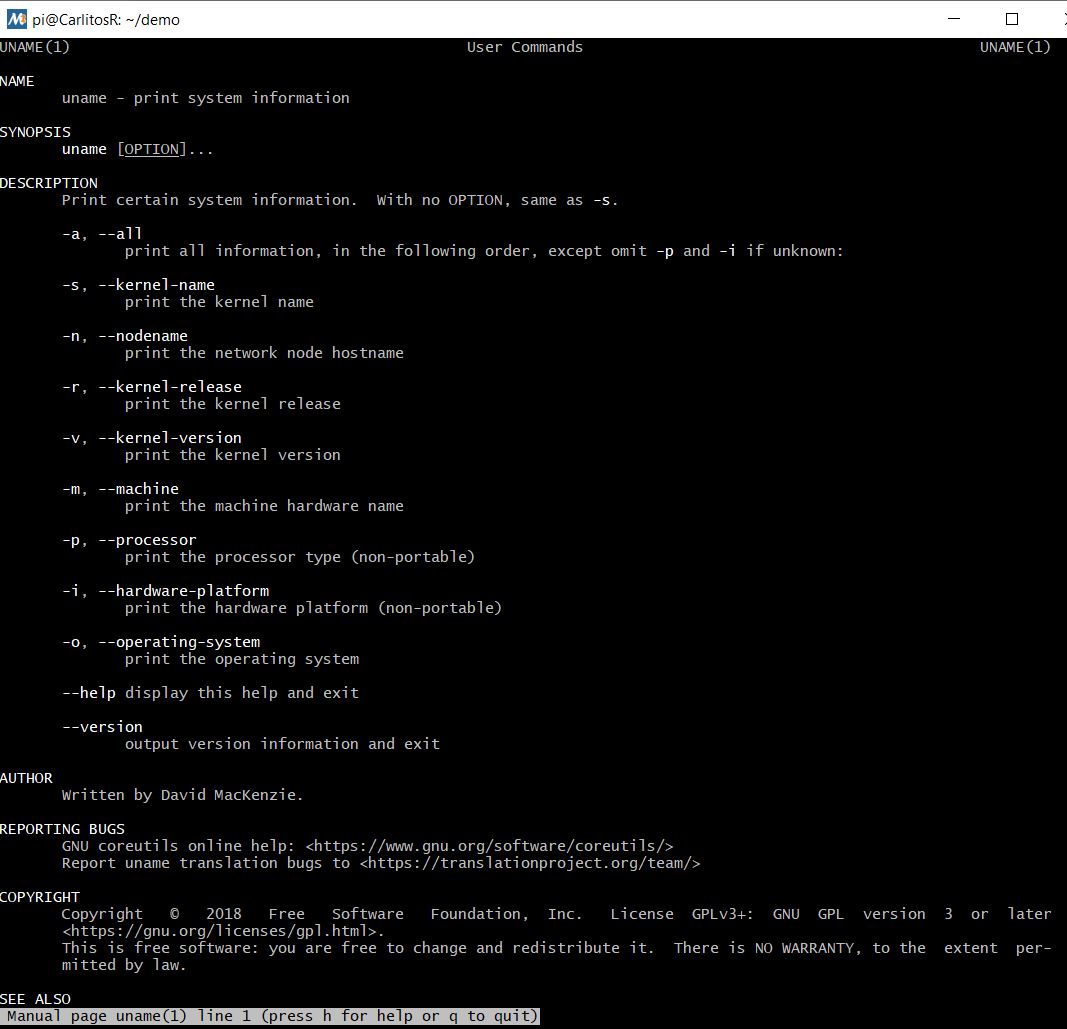 pi@CarlitosR: ~/demo
UNAME(1) User Commands UNAME(1)
NAME
uname - print system information
SYNOPSIS
uname [OPTION]...
DESCRIPTION
Print certain system information. With no OPTION, same as -s.
-a, --all
print all information, in the following order, except omit -p and -i if unknown:
-s, --kernel-name
print the kernel name
-n, --nodename
print the network node hostname
-r, --kernel-release
print the kernel release
-v, --kernel-version
print the kernel version
-m, --machine
print the machine hardware name
-p, --processor
print the processor type (non-portable)
-i, --hardware-platform
print the hardware platform (non-portable)
-o, --operating-system
print the operating system
--help display this help and exit
--version
output version information and exit
AUTHOR
Written by David MacKenzie.
REPORTING BUGS
GNU coreutils online help: <https://www.gnu.org/software/coreutils/>
Report uname translation bugs to <https://translationproject.org/team/>
COPYRIGHT
Copyright © 2018 Free Software Foundation, Inc. License GPLv3+: GNU GPL version 3 or later
<https://gnu.org/licenses/gpl.html>.
This is free software: you are free to change and redistribute it. There is NO WARRANTY, to the extent per-
mitted by law.
SEE ALSO
Manual page uname(1) line 1 (press h for help or q to quit)